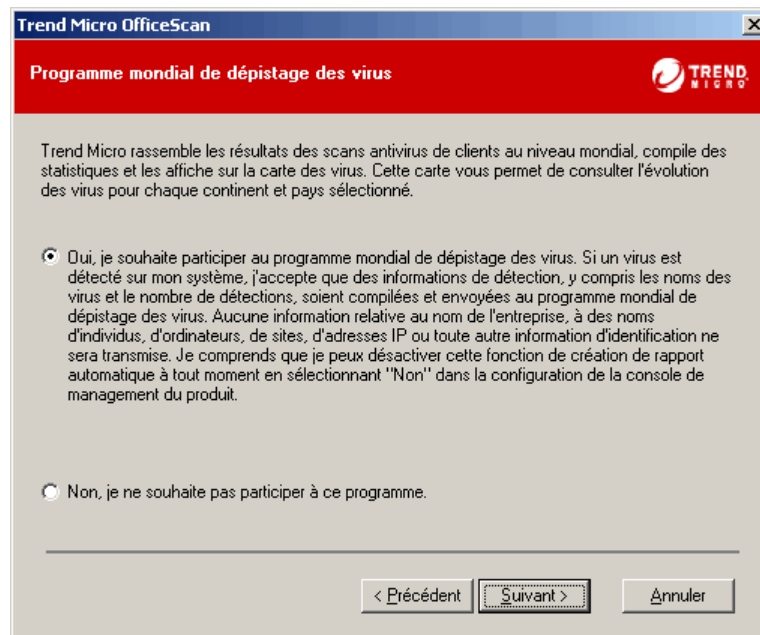 Trend Micro OfficeScan
Programme mondial de dépistage des virus
TREND
MICRO
Trend Micro rassemble les résultats des scans antivirus de clients au niveau mondial, compile des
statistiques et les affiche sur la carte des virus. Cette carte vous permet de consulter l'évolution
des virus pour chaque continent et pays sélectionné.
Oui, je souhaite participer au programme mondial de dépistage des virus. Si un virus est
détecté sur mon système, j'accepte que des informations de détection, y compris les noms des
virus et le nombre de détections, soient compilées et envoyées au programme mondial de
dépistage des virus. Aucune information relative au nom de l'entreprise, à des noms
d'individus, d'ordinateurs, de sites, d'adresses IP ou toute autre information d'identification ne
sera transmise. Je comprends que je peux désactiver cette fonction de création de rapport
automatique à tout moment en sélectionnant "Non" dans la configuration de la console de
management du produit.
Non, je ne souhaite pas participer à ce programme.
< Précédent
Suivant >
Annuler